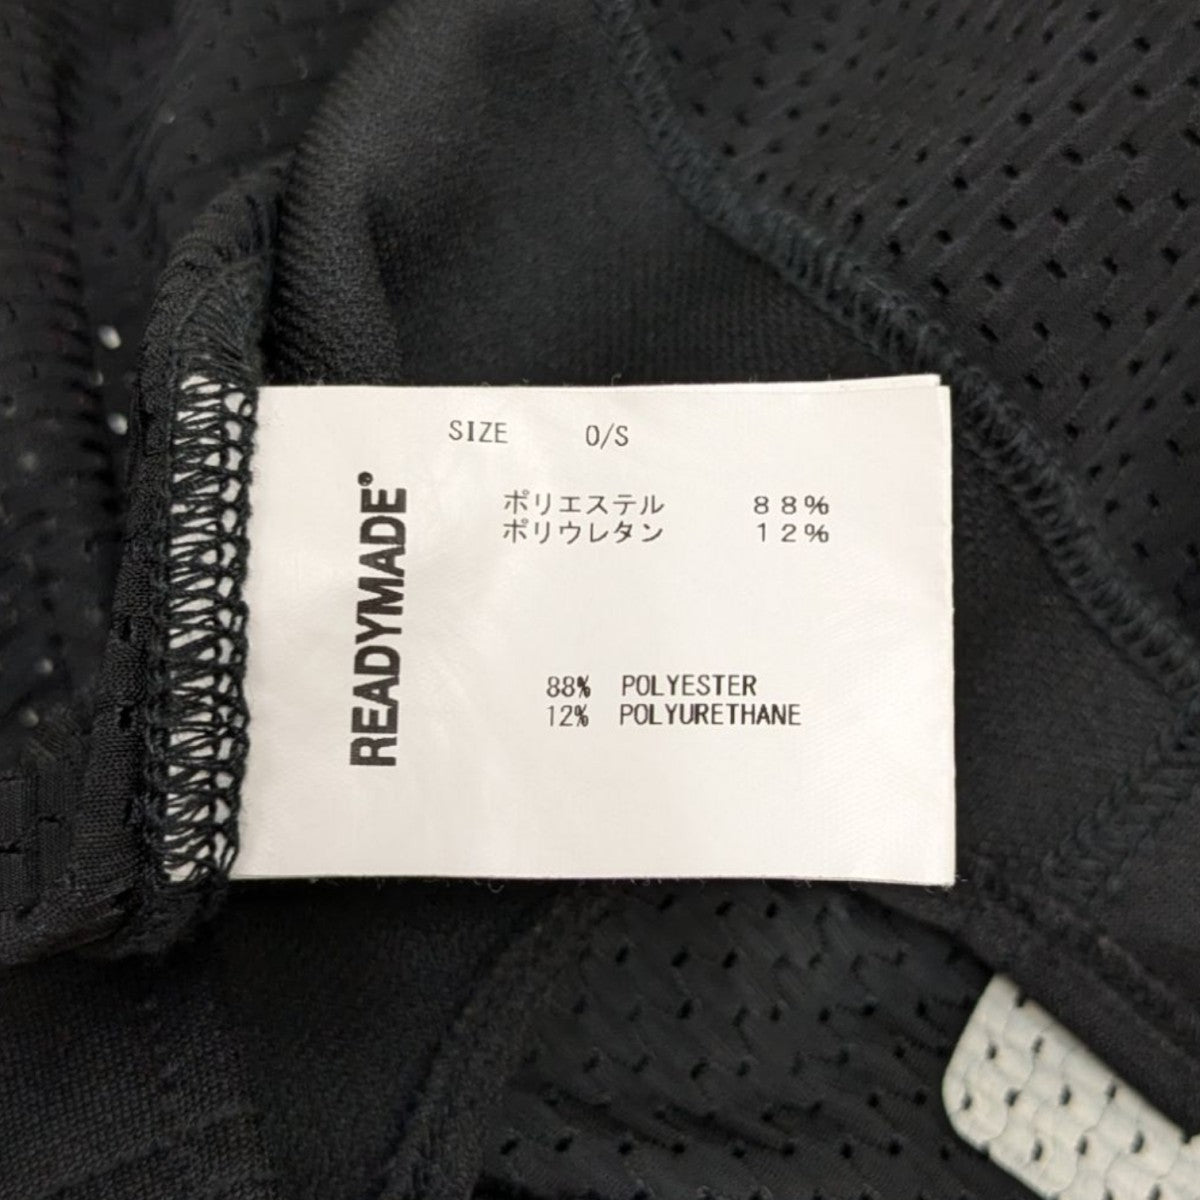 SIZE 0/S
READYMADE®
ポリエステル 88%
ポリウレタン 12%
88% POLYESTER
12% POLYURETHANE